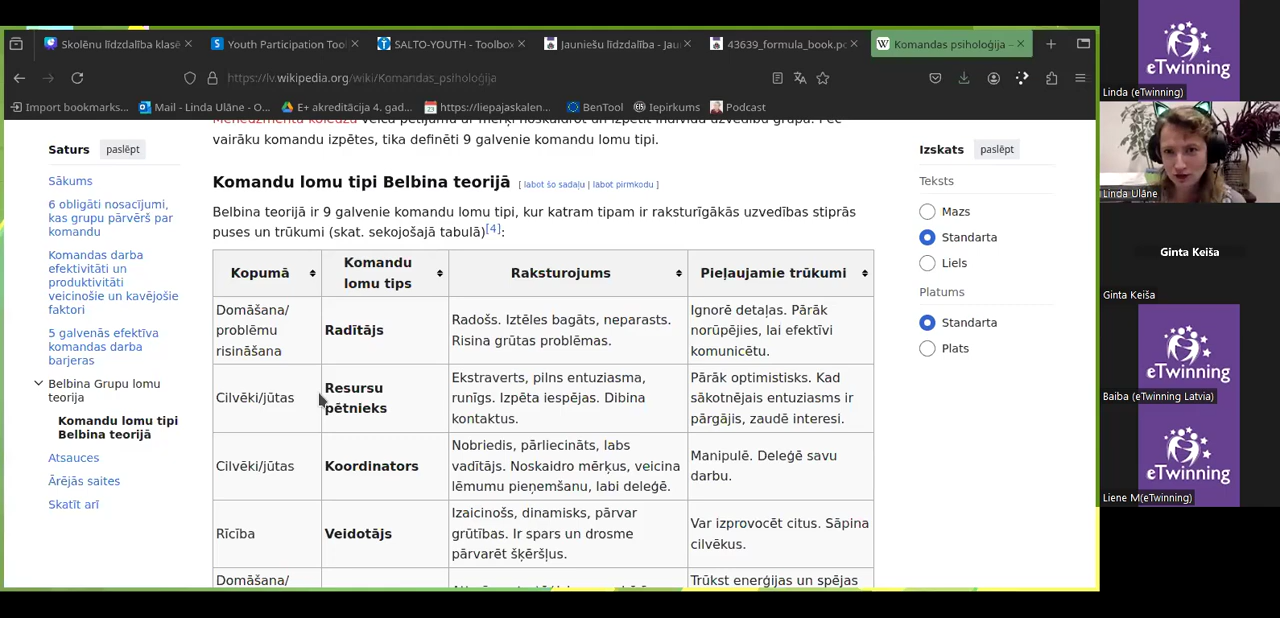 Skolēnu līdzdalība klasē
Youth Participation Tool
SALTO-YOUTH - Toolbox
Jauniešu līdzdalība - Jau
43639_formula_book.pd
Komandas psiholoģija —
https://lv.wikipedia.org/wiki/Komandas_psiholoģija
Import bookmarks...
Mail - Linda Ulāne - O...
E+ akreditācija 4. gad...
https://liepajaskalen...
BenTool
Iepirkums
Podcast
Saturs
paslēpt
Sākums
6 obligāti nosacījumi,
kas grupu pārvērš par
komandu
Komandas darba
efektivitāti un
produktivitāti
veicinošie un kavējošie
faktori
5 galvenās efektīva
komandas darba
barjeras
Belbina Grupu lomu
teorija
Komandu lomu tipi
Belbina teorijā
Atsauces
Ārējās saites
Skatīt arī
vairāku komandu izpētes, tika definēti 9 galvenie komandu lomu tipi.
Komandu lomu tipi Belbina teorijā [ labot šo sadaļu | labot pirmkodu ]
Belbina teorijā ir 9 galvenie komandu lomu tipi, kur katram tipam ir raksturīgākās uzvedības stiprās
puses un trūkumi (skat. sekojošajā tabulā)[4]:
Kopumā
Komandu
lomu tips
Raksturojums
Pieļaujamie trūkumi
Domāšana/
problēmu
risināšana
Radītājs
Radošs. Iztēles bagāts, neparasts.
Risina grūtas problēmas.
Ignorē detaļas. Pārāk
norūpējies, lai efektīvi
komunicētu.
Cilvēki/jūtas
Resursu
pētnieks
Ekstraverts, pilns entuziasma,
runīgs. Izpēta iespējas. Dibina
kontaktus.
Pārāk optimistisks. Kad
sākotnējais entuziasms ir
pārgājis, zaudē interesi.
Cilvēki/jūtas
Koordinators
Nobriedis, pārliecināts, labs
vadītājs. Noskaidro mērķus, veicina
lēmumu pieņemšanu, labi deleģē.
Manipulē. Deleģē savu
darbu.
Rīcība
Veidotājs
Izaicinošs, dinamisks, pārvar
grūtības. Ir spars un drosme
pārvarēt šķēršļus.
Var izprovocēt citus. Sāpina
cilvēkus.
Domāšana/
Trūkst enerģijas un spējas
Izskats
paslēpt
Teksts
Mazs
Standarta
Liels
Platums
Standarta
Plats
eTwinning
Linda (eTwinning)
Linda Ulāne
Ginta Keiša
Ginta Keiša
eTwinning
Baiba (eTwinning Latvia)
eTwinning
Liene M(eTwinning)